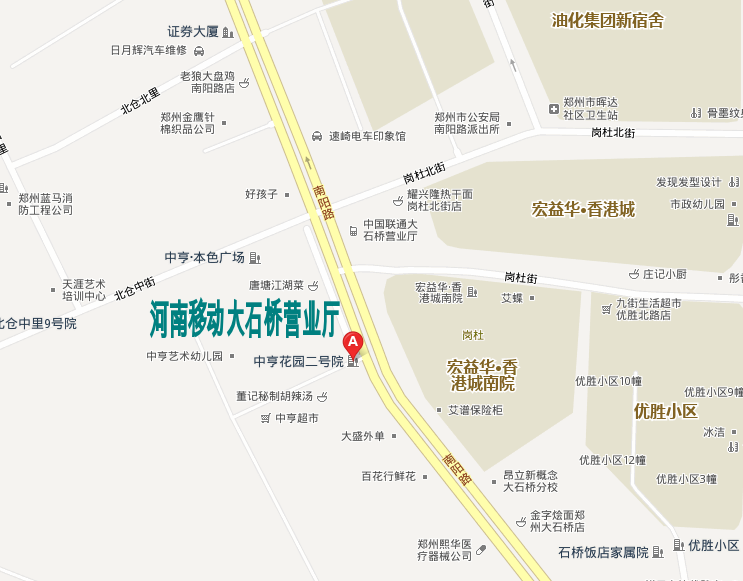 街
油化集团新宿舍
证券大厦
日月辉汽车维修
老狼大盘鸡
南阳路店
北仓北里
郑州金鹰针
棉织品公司
速崎电车印象馆
郑州市公安局
南阳路派出所
郑州市晖达
社区卫生站
骨墨纹身
岗杜北街
里
岗杜北街
郑州蓝马消
防工程公司
好孩子
南阳路
耀兴隆热干面
岗杜北街店
发现发型设计
宏益华·香港城
市政幼儿园
中国联通大
石桥营业厅
中亨·本色广场
天涯艺术
培训中心
北仓中街
唐塘江湖菜
宏益华·香
港城南院
艾蝶
岗杜街
庄记小厨
九街生活超市
优胜北路店
北仓中里9号院
河南移动大石桥营业厅
A
岗杜
中亨艺术幼儿园
中亨花园二号院
宏益华·香
港城南院
优胜小区10幢
优胜小区9幢
董记秘制胡辣汤
中亨超市
艾谱保险柜
优胜小区
冰洁
大盛外单
南阳路
优胜小区12幢
百花行鲜花
昂立新概念
大石桥分校
优胜小区3幢
金字烩面郑
州大石桥店
郑州熙华医
疗器械公司
石桥饭店家属院
优胜小区